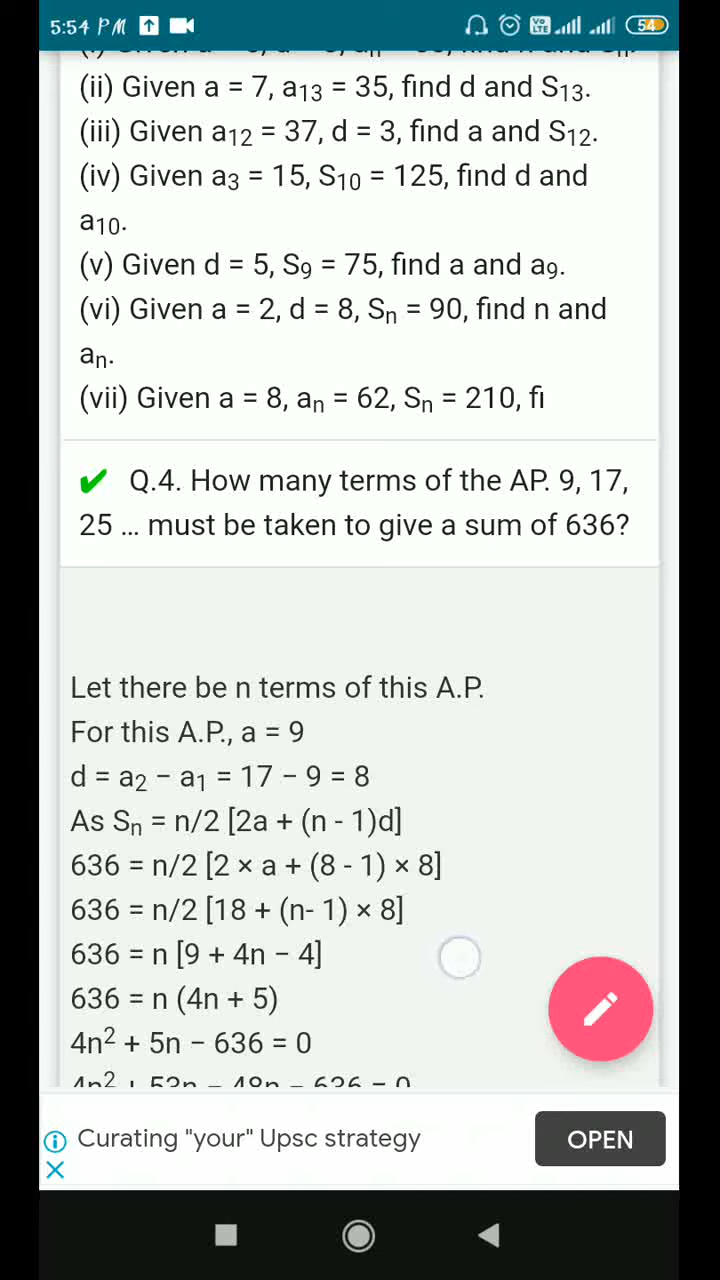 5:54 PM 54
(ii) Given a = 7, a₁₃ = 35, find d and S₁₃.
(iii) Given a₁₂ = 37, d = 3, find a and S₁₂.
(iv) Given a₃ = 15, S₁₀ = 125, find d and
a₁₀.
(v) Given d = 5, S₉ = 75, find a and a₉.
(vi) Given a = 2, d = 8, Sₙ = 90, find n and
aₙ.
(vii) Given a = 8, aₙ = 62, Sₙ = 210, fi
✔ Q.4. How many terms of the AP. 9, 17,
25 ... must be taken to give a sum of 636?
Let there be n terms of this A.P.
For this A.P., a = 9
d = a₂ − a₁ = 17 − 9 = 8
As Sₙ = n/2 [2a + (n - 1)d]
636 = n/2 [2 × a + (8 - 1) × 8]
636 = n/2 [18 + (n- 1) × 8]
636 = n [9 + 4n − 4]
636 = n (4n + 5)
4n² + 5n − 636 = 0
4n² + 53n − 48n − 636 = 0
Curating "your" Upsc strategy
OPEN